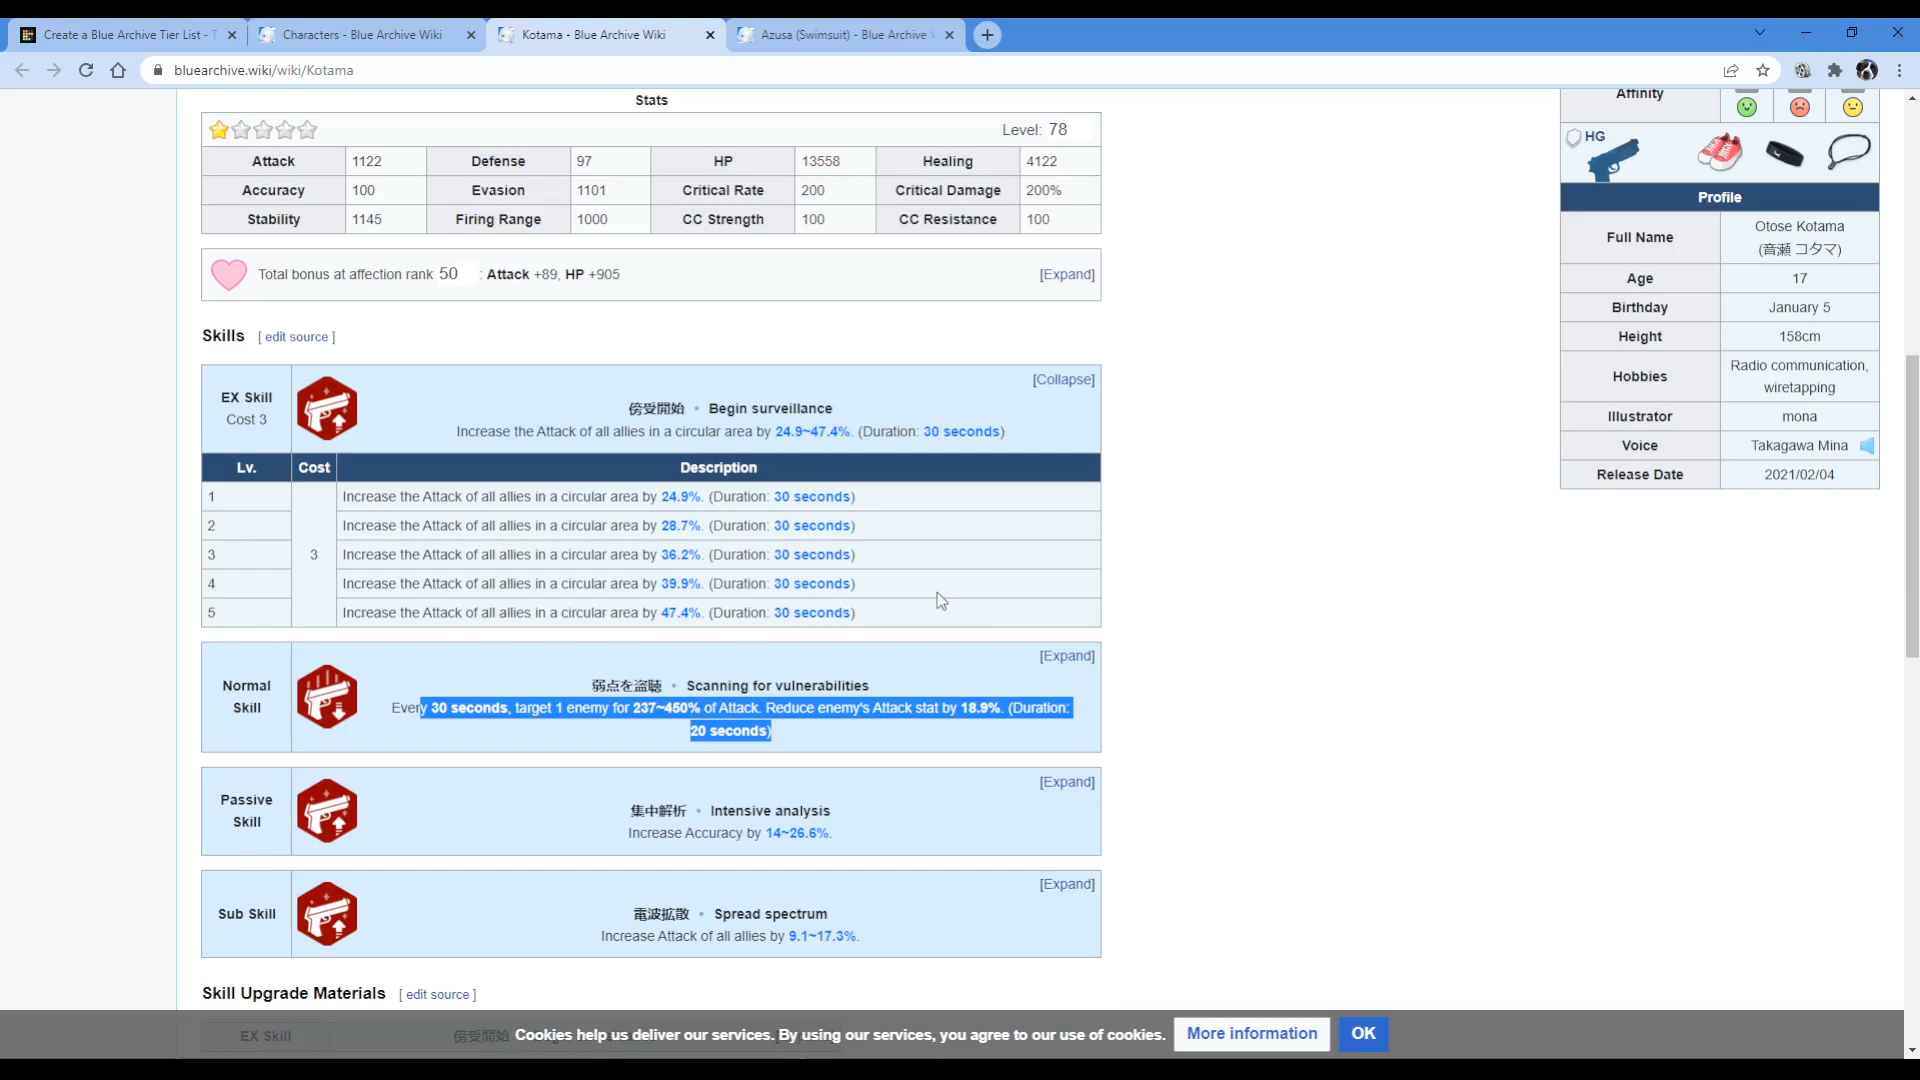 Create a Blue Archive Tier List -
Characters - Blue Archive Wiki
Kotama - Blue Archive Wiki
Azusa (Swimsuit) - Blue Archive
bluearchive.wiki/wiki/Kotama
Stats
Level: 78
Attack 1122 Defense 97 HP 13558 Healing 4122
Accuracy 100 Evasion 1101 Critical Rate 200 Critical Damage 200%
Stability 1145 Firing Range 1000 CC Strength 100 CC Resistance 100
Total bonus at affection rank 50 : Attack +89, HP +905 [Expand]
Skills [ edit source ]
EX Skill
Cost 3
[Collapse]
傍受開始 • Begin surveillance
Increase the Attack of all allies in a circular area by 24.9~47.4%. (Duration: 30 seconds)
Lv. Cost Description
1 Increase the Attack of all allies in a circular area by 24.9%. (Duration: 30 seconds)
2 Increase the Attack of all allies in a circular area by 28.7%. (Duration: 30 seconds)
3 3 Increase the Attack of all allies in a circular area by 36.2%. (Duration: 30 seconds)
4 Increase the Attack of all allies in a circular area by 39.9%. (Duration: 30 seconds)
5 Increase the Attack of all allies in a circular area by 47.4%. (Duration: 30 seconds)
Normal
Skill
[Expand]
弱点を盗聴 • Scanning for vulnerabilities
Every 30 seconds, target 1 enemy for 237~450% of Attack. Reduce enemy's Attack stat by 18.9%. (Duration:
20 seconds)
Passive
Skill
[Expand]
集中解析 • Intensive analysis
Increase Accuracy by 14~26.6%.
Sub Skill
[Expand]
電波拡散 • Spread spectrum
Increase Attack of all allies by 9.1~17.3%.
Skill Upgrade Materials [ edit source ]
EX Skill 傍受開始
Affinity
HG
Profile
Full Name Otose Kotama
(音瀬 コタマ)
Age 17
Birthday January 5
Height 158cm
Hobbies Radio communication,
wiretapping
Illustrator mona
Voice Takagawa Mina
Release Date 2021/02/04
Cookies help us deliver our services. By using our services, you agree to our use of cookies. More information OK